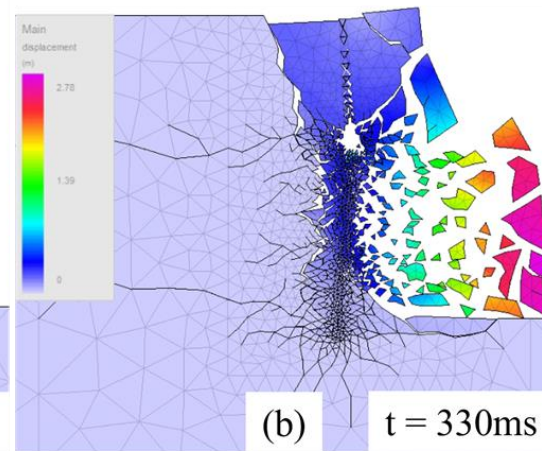 Main
displacement
(m)
2.78
1.39
0
(b)
t = 330ms